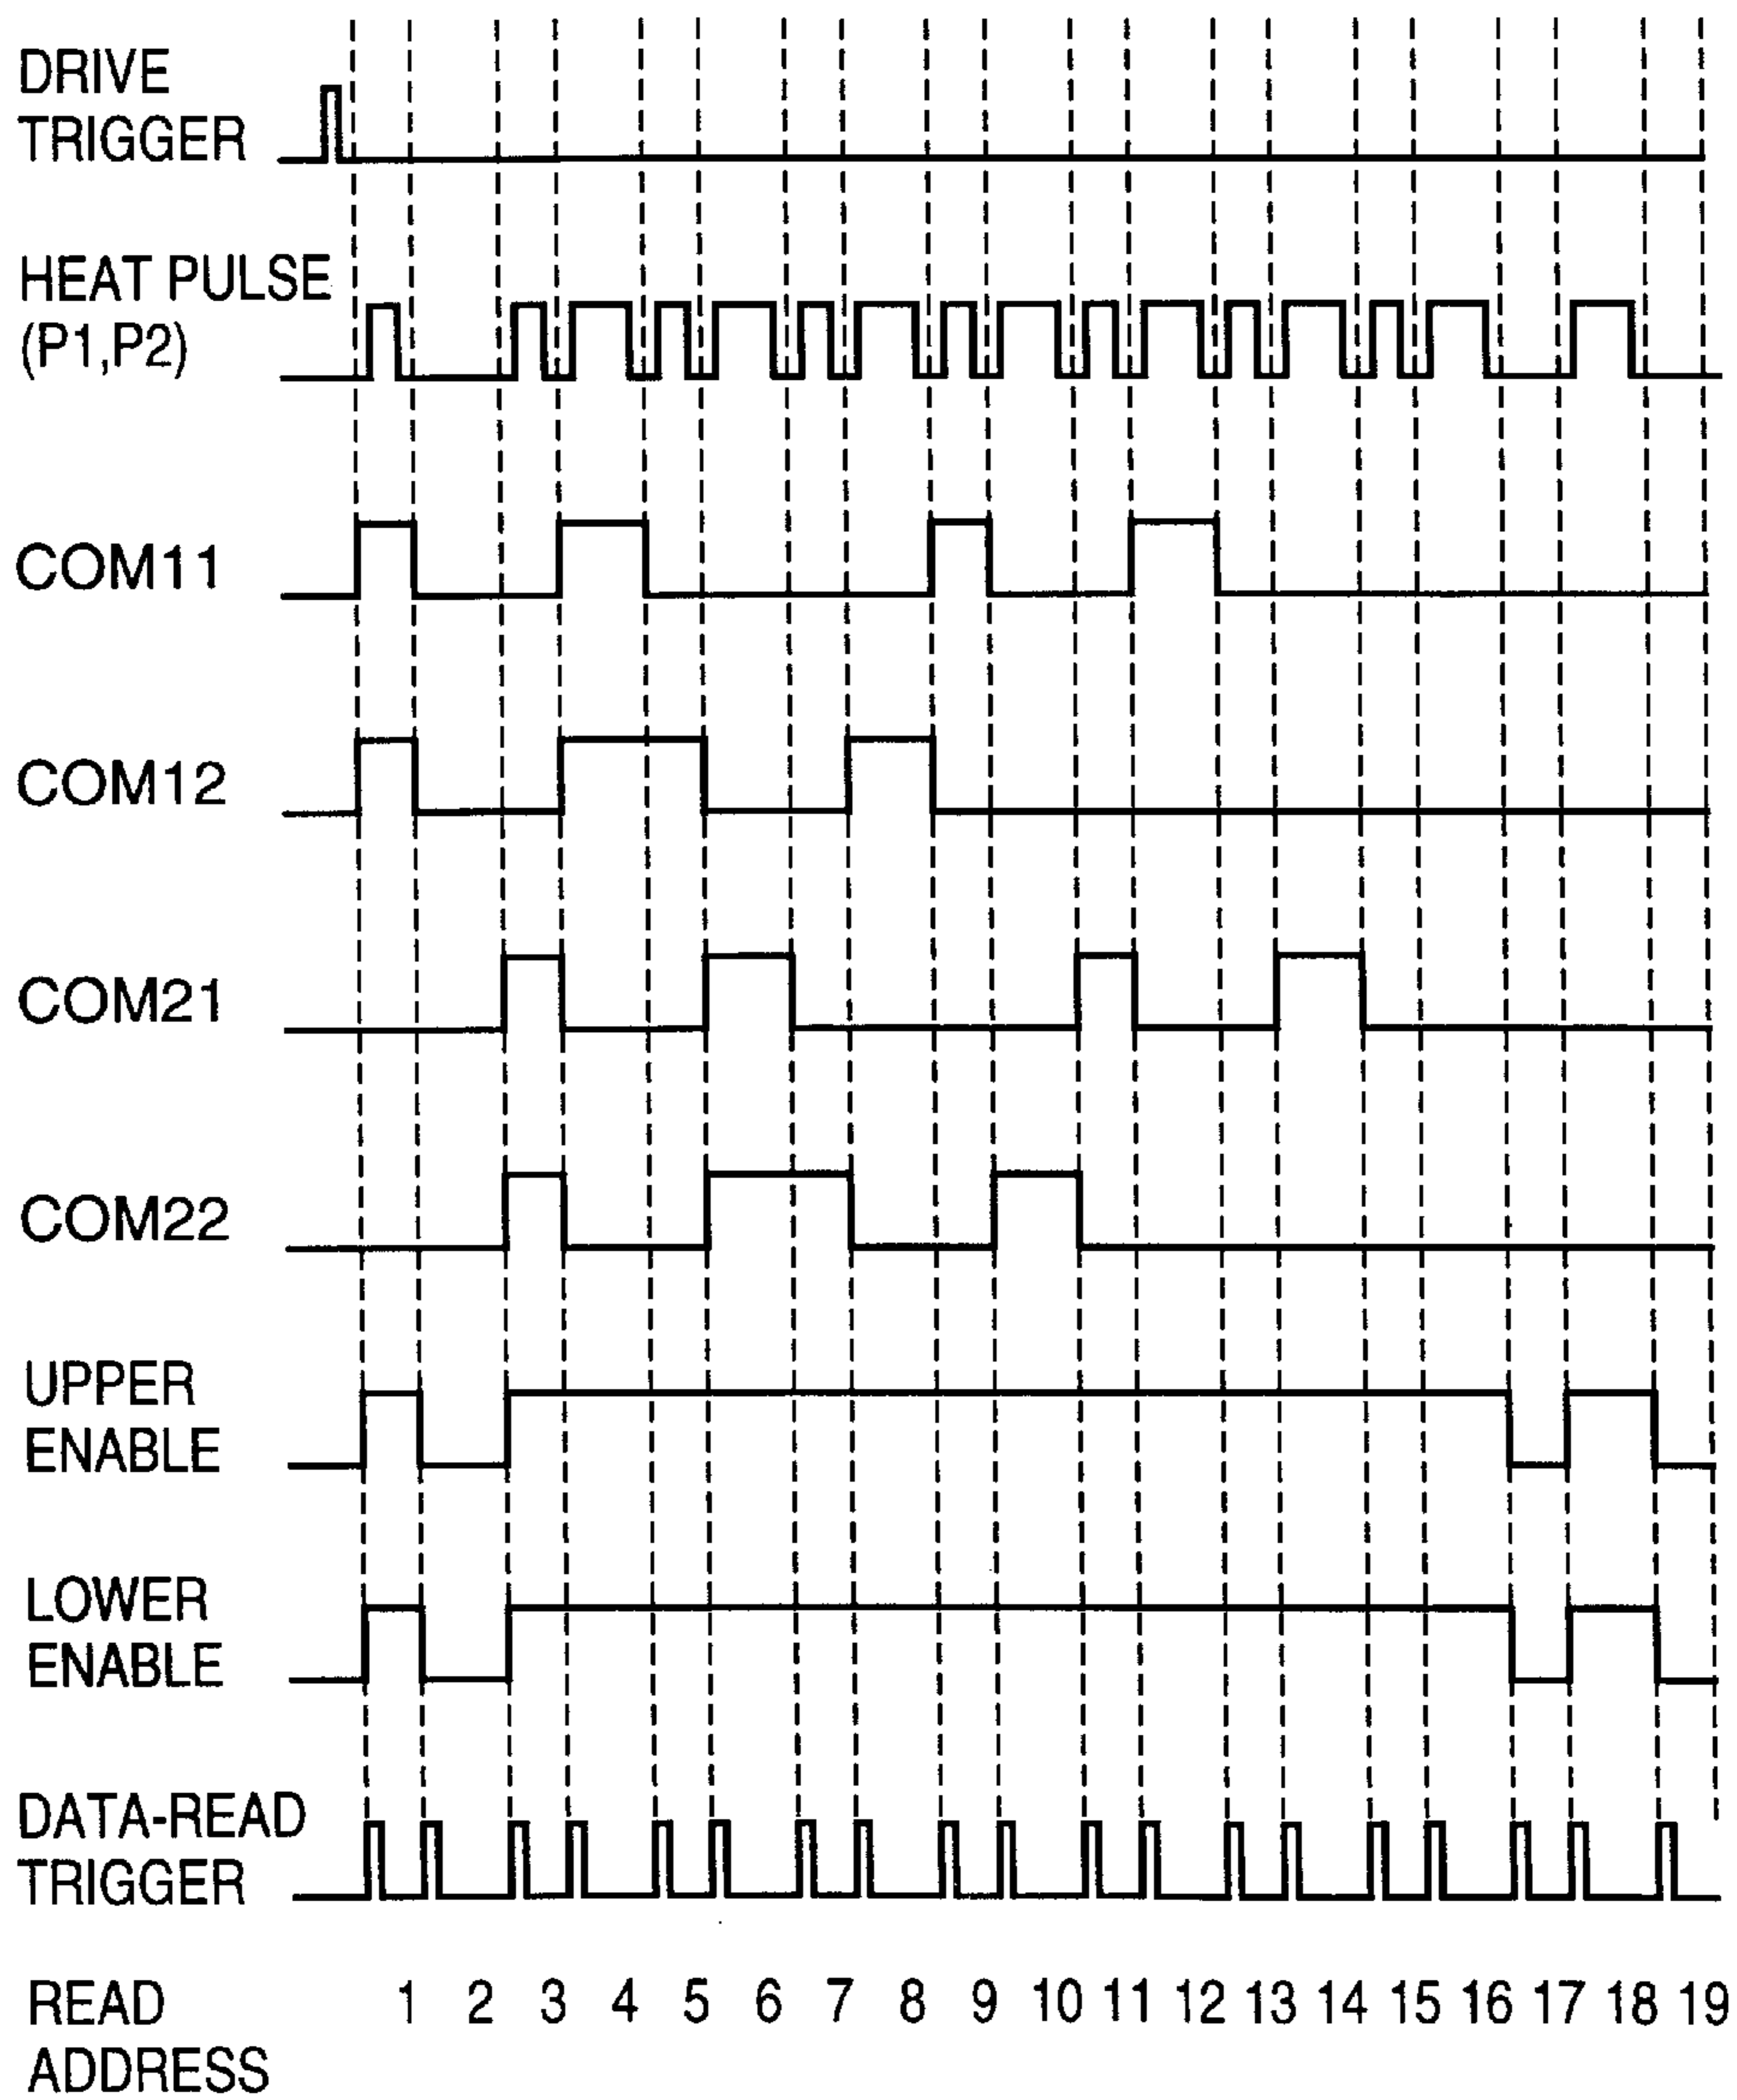 DRIVE
TRIGGER
HEAT PULSE
(P1,P2)
COM11
COM12
COM21
COM22
UPPER
ENABLE
LOWER
ENABLE
DATA-READ
TRIGGER
READ 1 2 3 4 5 6 7 8 9 10 11 12 13 14 15 16 17 18 19
ADDRESS